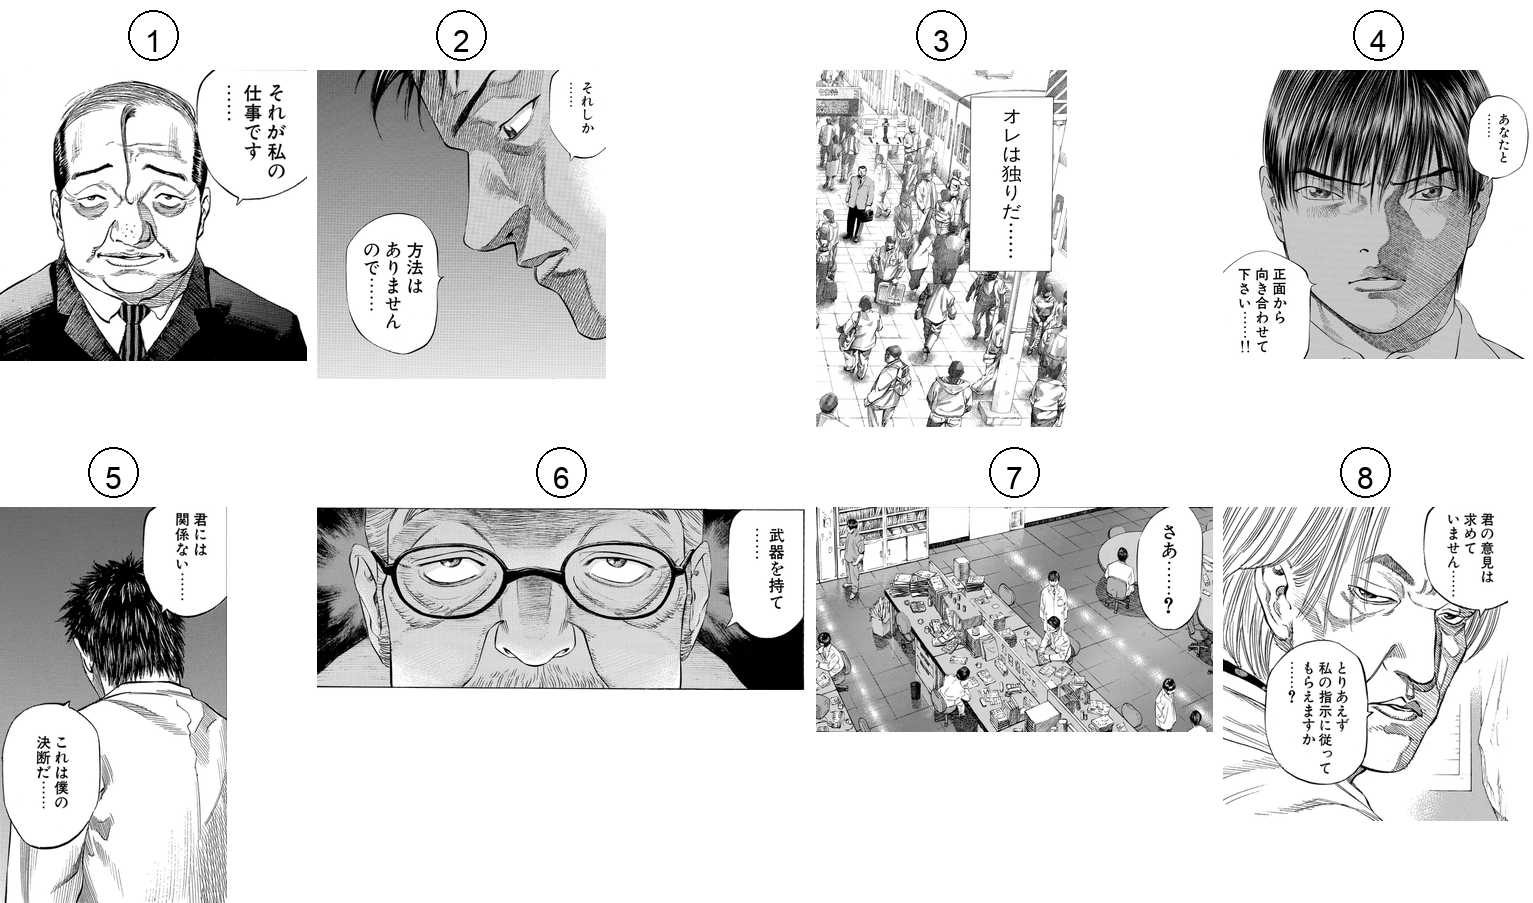 1
それが私の
仕事です
……
2
それしか
……
方法は
ありません
ので……
3
オレは独りだ……
4
あなたと
……
正面から
向き合わせて
下さい……!!
5
君には
関係ない……
これは僕の
決断だ……
6
武器を持て
……
7
さあ……?
8
君の意見は
求めて
いません……
とりあえず
私の指示に従って
もらえますか
……?